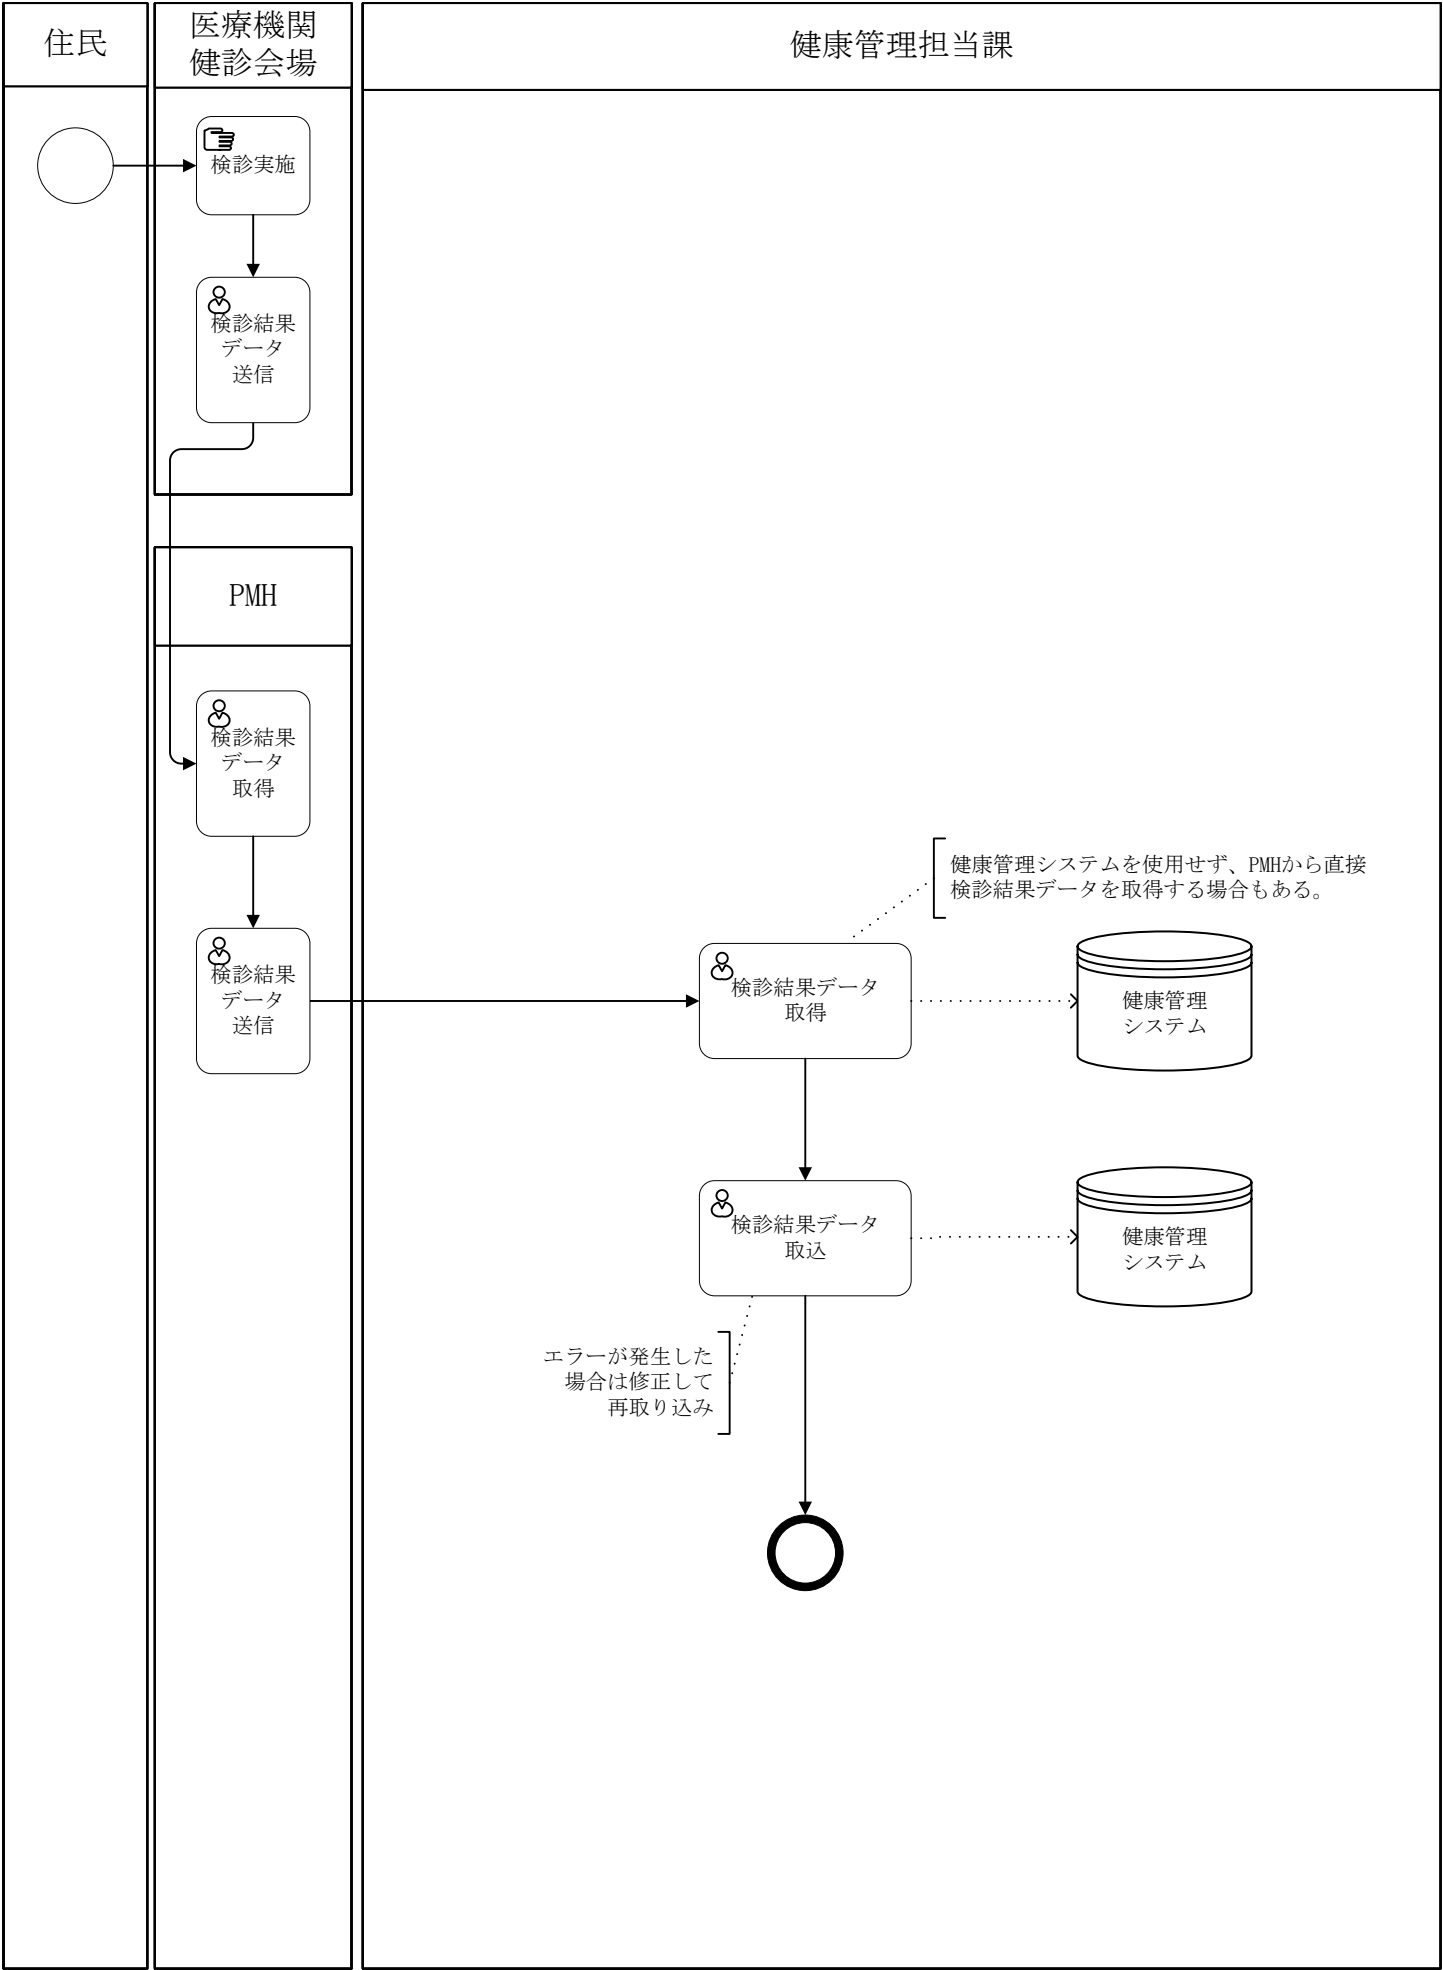 住民
医療機関
健診会場
健康管理担当課
検診実施
検診結果
データ
送信
PMH
検診結果
データ
取得
検診結果
データ
送信
健康管理システムを使用せず、PMHから直接
検診結果データを取得する場合もある。
検診結果データ
取得
健康管理
システム
検診結果データ
取込
健康管理
システム
エラーが発生した
場合は修正して
再取り込み